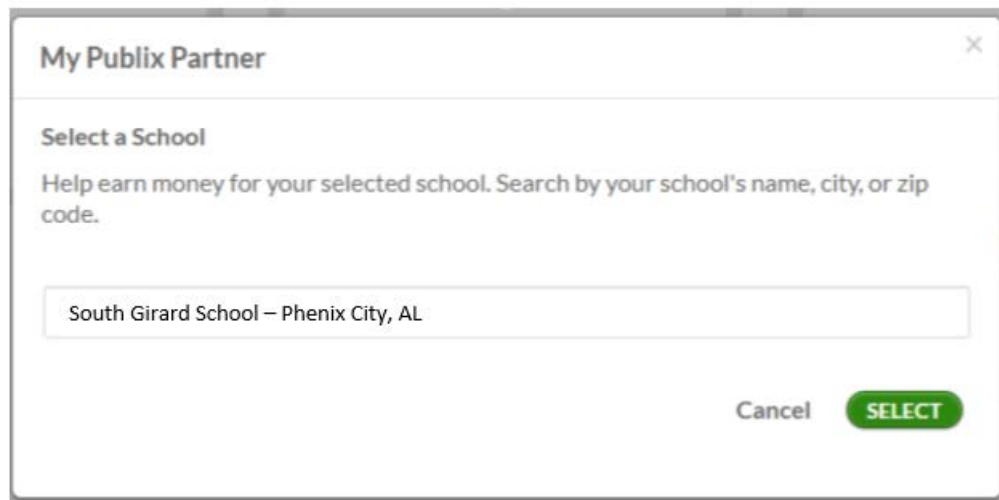 My Publix Partner
Select a School
Help earn money for your selected school. Search by your school's name, city, or zip
code.
South Girard School – Phenix City, AL
Cancel SELECT